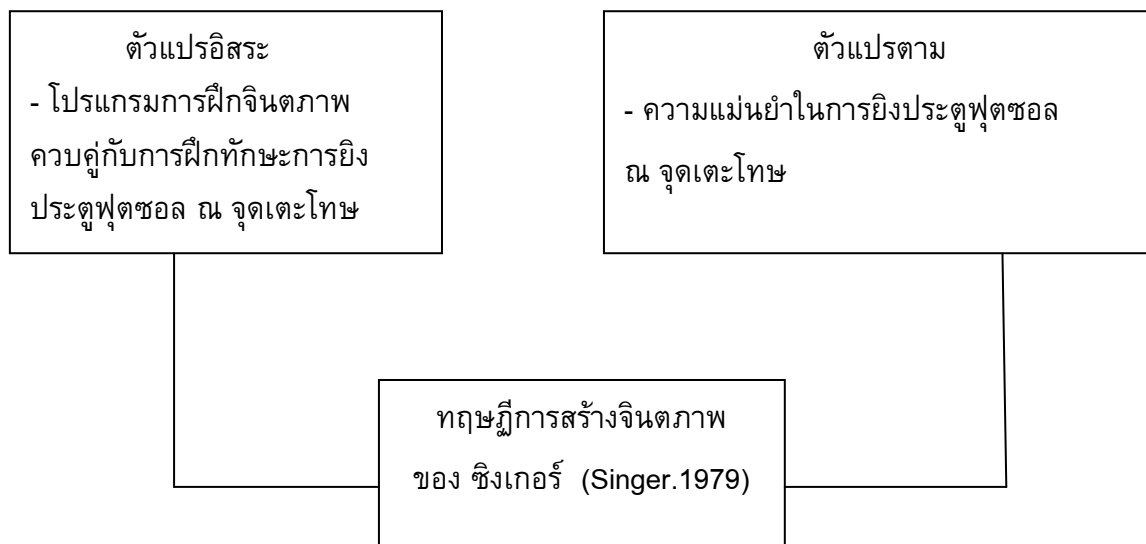 ตัวแปรอิสระ
- โปรแกรมการฝึกจินตภาพ
ควบคู่กับการฝึกทักษะการยิง
ประตูฟุตซอล ณ จุดเตะโทษ
ตัวแปรตาม
- ความแม่นยำในการยิงประตูฟุตซอล
ณ จุดเตะโทษ
ทฤษฎีการสร้างจินตภาพ
ของ ซิงเกอร์ (Singer.1979)